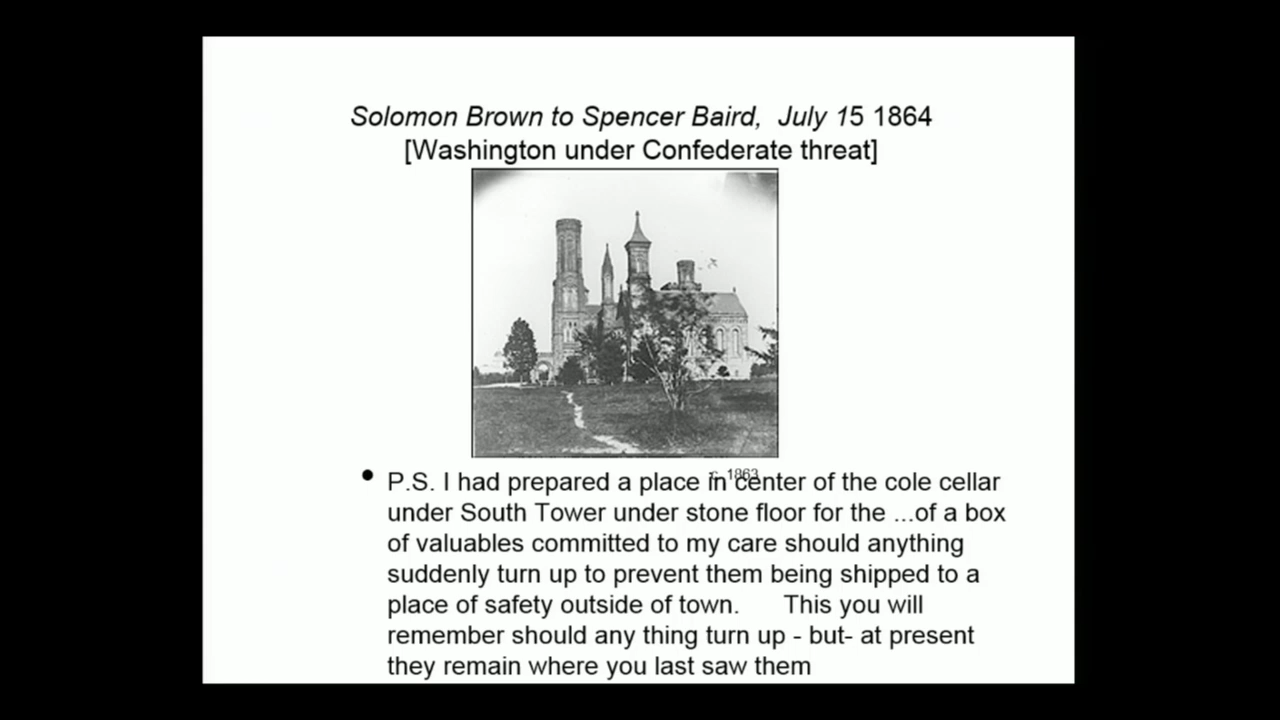 Solomon Brown to Spencer Baird, July 15 1864
[Washington under Confederate threat]
c. 1863
• P.S. I had prepared a place in center of the cole cellar
under South Tower under stone floor for the ...of a box
of valuables committed to my care should anything
suddenly turn up to prevent them being shipped to a
place of safety outside of town. This you will
remember should any thing turn up - but- at present
they remain where you last saw them